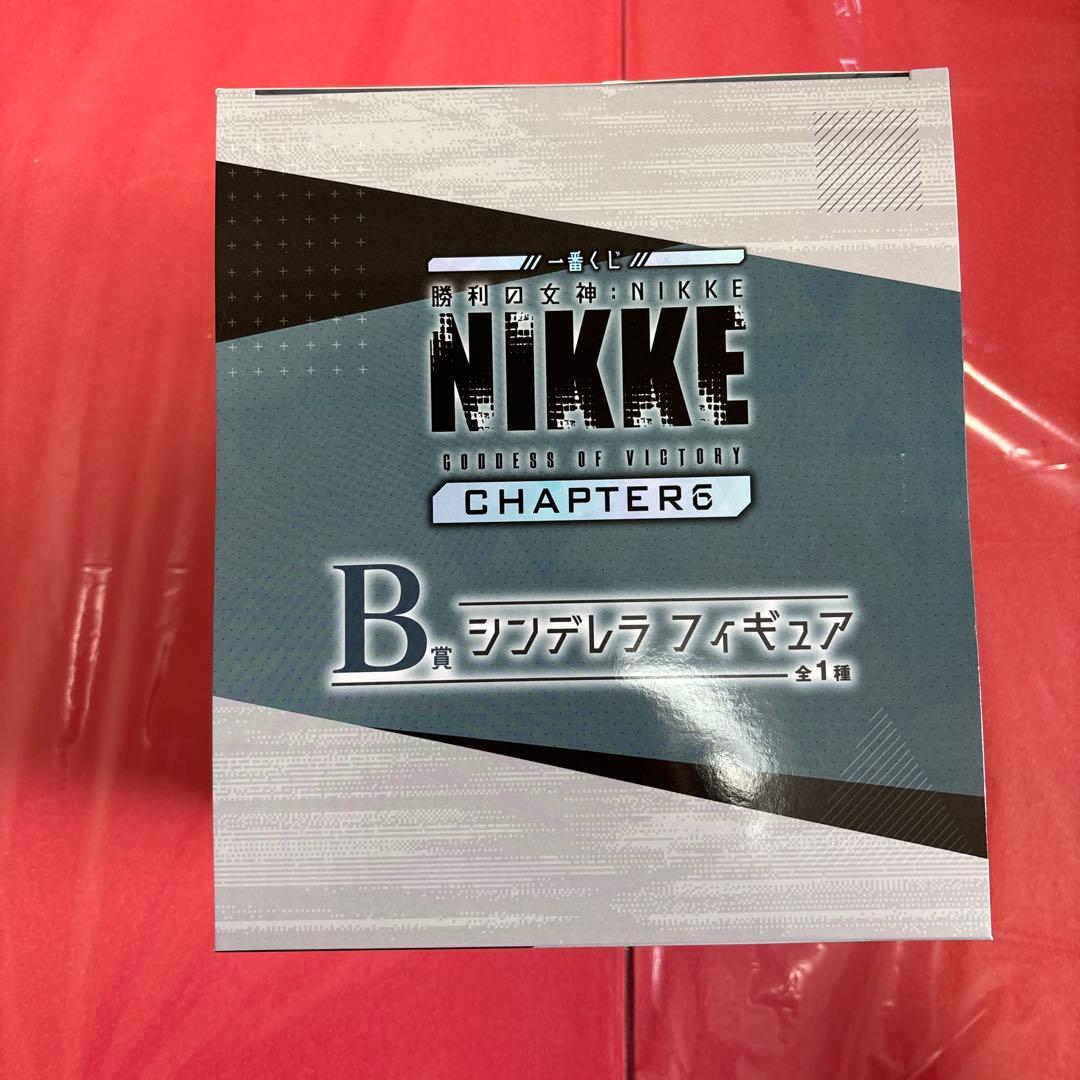 一番くじ
勝利の女神:NIKKE
NIKKE
GODDESS OF VICTORY
CHAPTER6
B賞 シンデレラ フィギュア
全1種